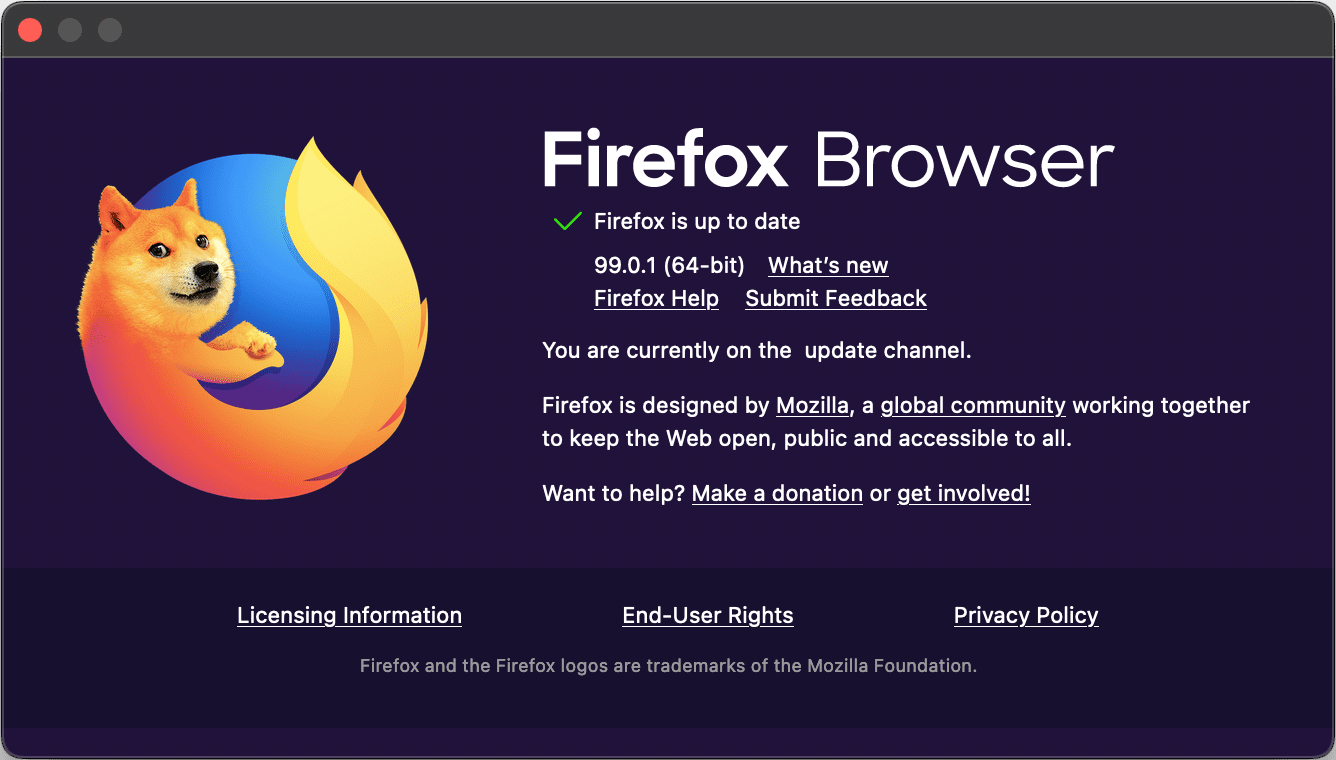 Firefox Browser
Firefox is up to date
99.0.1 (64-bit) What’s new
Firefox Help Submit Feedback
You are currently on the  update channel.
Firefox is designed by Mozilla, a global community working together
to keep the Web open, public and accessible to all.
Want to help? Make a donation or get involved!
Licensing Information End-User Rights Privacy Policy
Firefox and the Firefox logos are trademarks of the Mozilla Foundation.